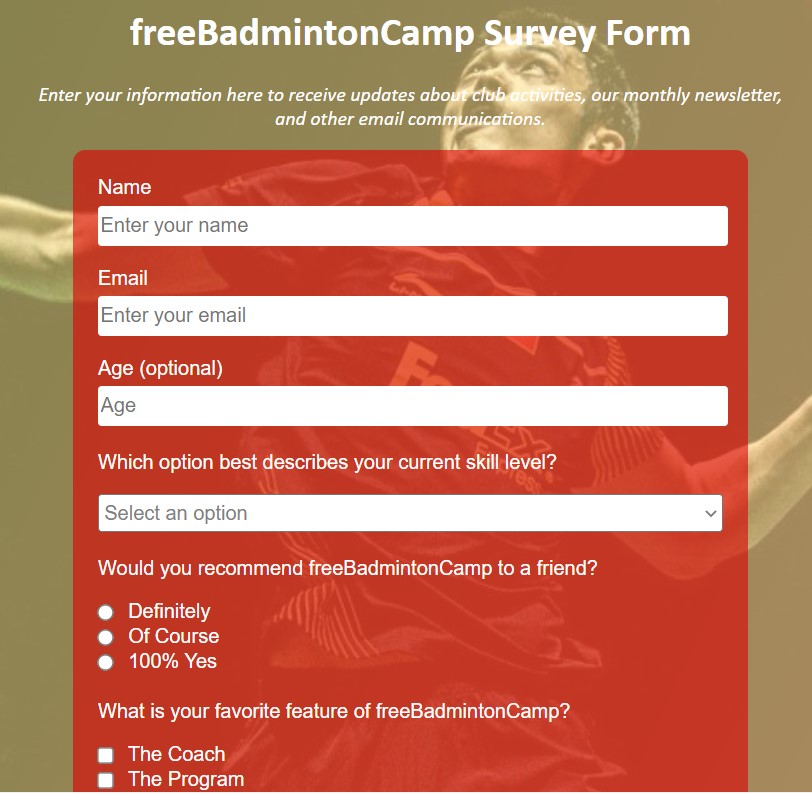 freeBadmintonCamp Survey Form
Enter your information here to receive updates about club activities, our monthly newsletter,
and other email communications.
Name
Enter your name
Email
Enter your email
Age (optional)
Age
FedEx
Express
Which option best describes your current skill level?
Select an option
Would you recommend freeBadmintonCamp to a friend?
Definitely
Of Course
100% Yes
What is your favorite feature of freeBadmintonCamp?
The Coach
The Program